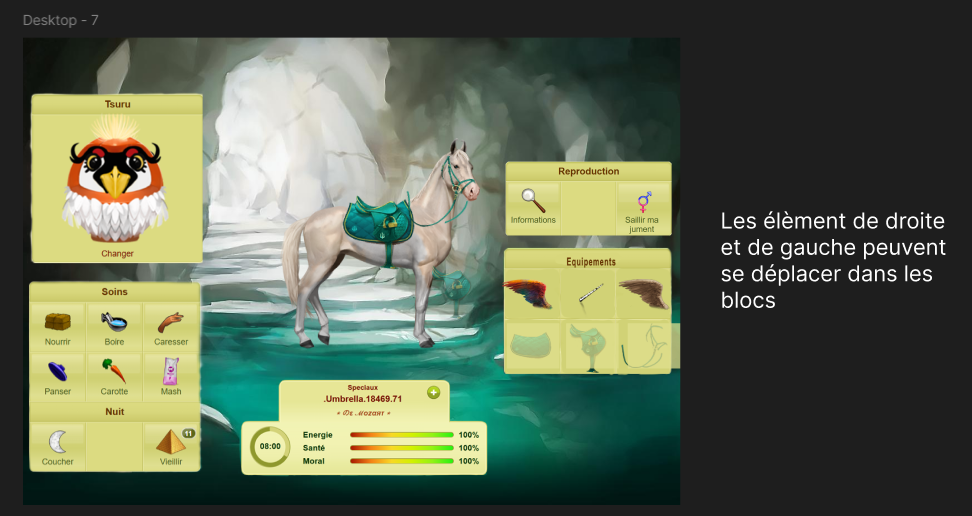 Desktop - 7
Tsuru
Changer
Soins
Nourrir
Boire
Caresser
Panser
Carotte
Mash
Nuit
Coucher
11
Vieillir
Speciaux
.Umbrella.18469.71
08:00
Energie 100%
Santé 100%
Moral 100%
Reproduction
Informations
Saillir ma
jument
Equipements
Les élèment de droite
et de gauche peuvent
se déplacer dans les
blocs